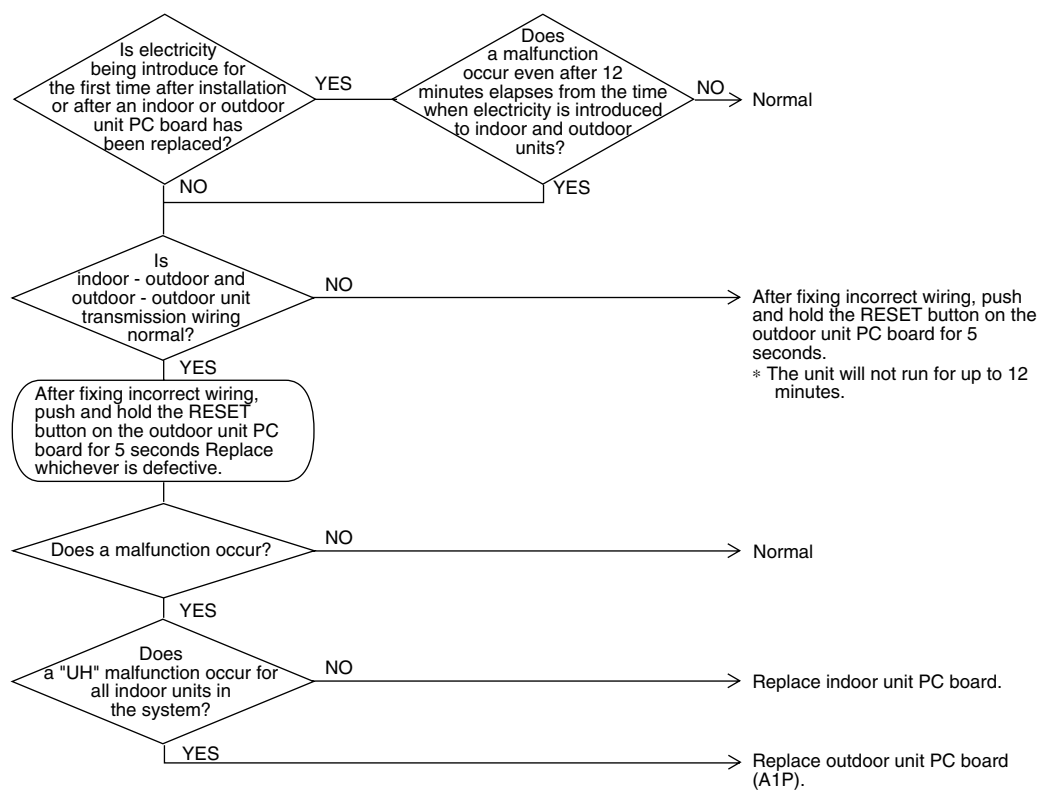 Is electricity
being introduce for
the first time after installation
or after an indoor or outdoor
unit PC board has
been replaced?
YES
Does
a malfunction
occur even after 12
minutes elapses from the time
when electricity is introduced
to indoor and outdoor
units?
NO
Normal
NO
YES
Is
indoor - outdoor and
outdoor - outdoor unit
transmission wiring
normal?
NO
After fixing incorrect wiring, push
and hold the RESET button on the
outdoor unit PC board for 5
seconds.
* The unit will not run for up to 12
minutes.
YES
After fixing incorrect wiring,
push and hold the RESET
button on the outdoor unit PC
board for 5 seconds Replace
whichever is defective.
Does a malfunction occur?
NO
Normal
YES
Does
a "UH" malfunction occur for
all indoor units in
the system?
NO
Replace indoor unit PC board.
YES
Replace outdoor unit PC board
(A1P).